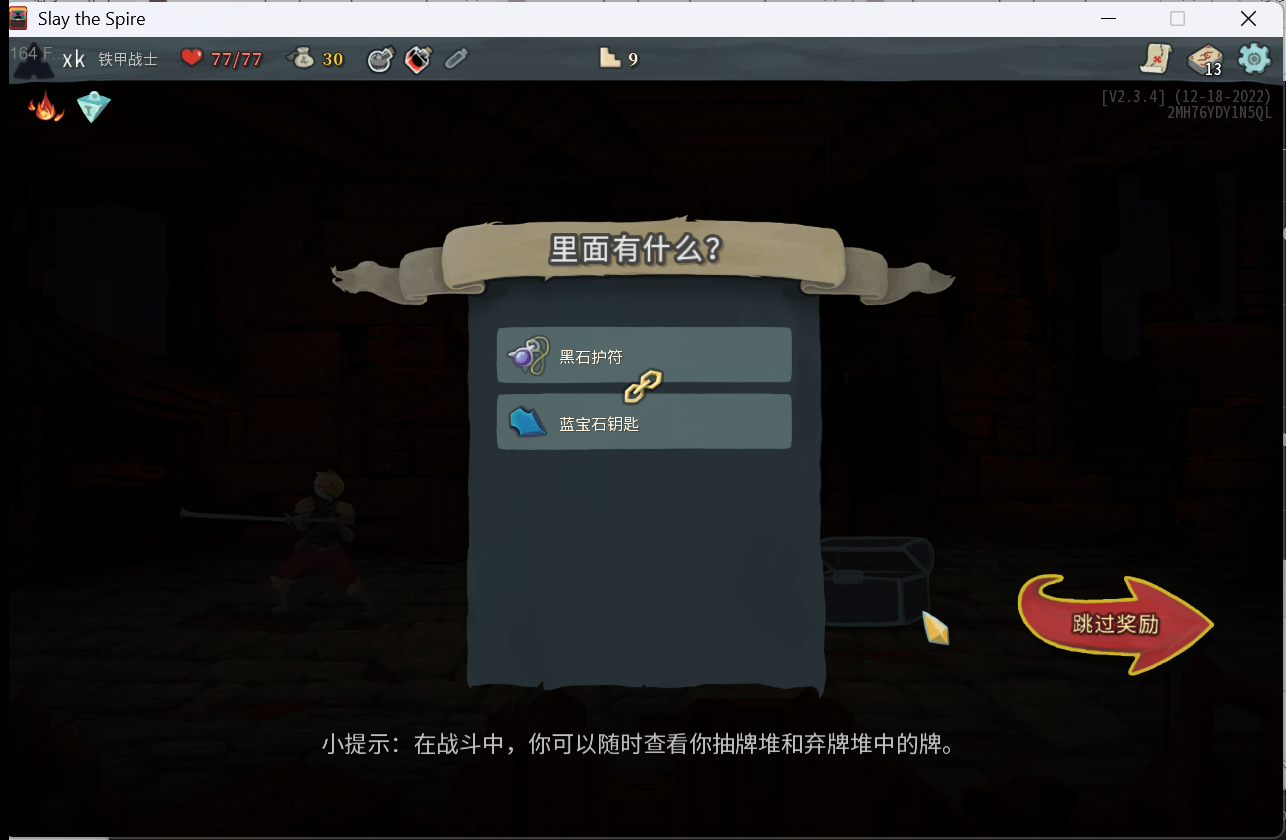 Slay the Spire
164 F
xk 铁甲战士 77/77 30 9 13
[V2.3.4] (12-18-2022)
2MH76YDY1N5QL
里面有什么?
黑石护符
蓝宝石钥匙
跳过奖励
小提示：在战斗中，你可以随时查看你抽牌堆和弃牌堆中的牌。